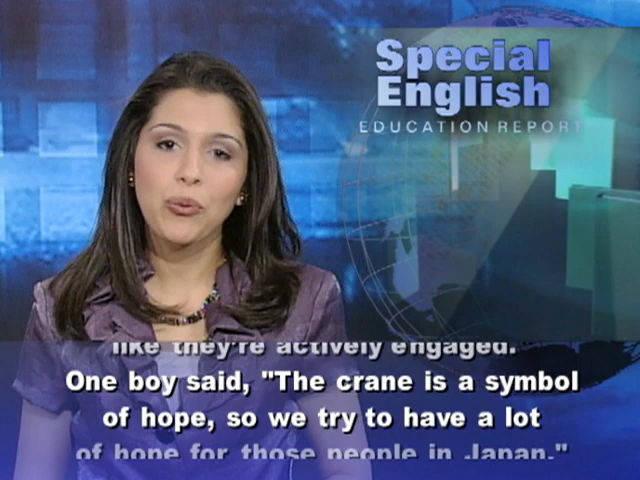 Special
English
EDUCATION REPORT
like they're actively engaged.
One boy said, "The crane is a symbol
of hope, so we try to have a lot
of hope for those people in Japan."